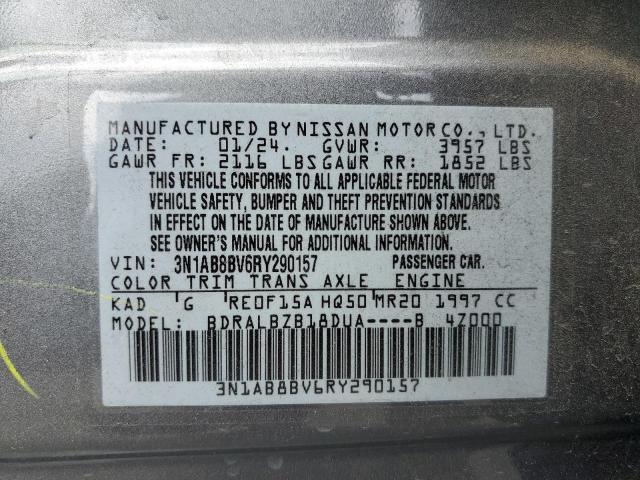 MANUFACTURED BY NISSAN MOTOR CO., LTD.
DATE: 01/24. GVWR: 3957 LBS
GAWR FR: 2116 LBS GAWR RR: 1852 LBS
THIS VEHICLE CONFORMS TO ALL APPLICABLE FEDERAL MOTOR
VEHICLE SAFETY, BUMPER AND THEFT PREVENTION STANDARDS
IN EFFECT ON THE DATE OF MANUFACTURE SHOWN ABOVE.
SEE OWNER'S MANUAL FOR ADDITIONAL INFORMATION.
VIN: 3N1AB8BV6RY290157 PASSENGER CAR.
COLOR TRIM TRANS AXLE ENGINE
KAD G RE0F15A HQ50 MR20 1997 CC
MODEL: BDRALBZB18DUA----B 4Z000
3N1AB8BV6RY290157